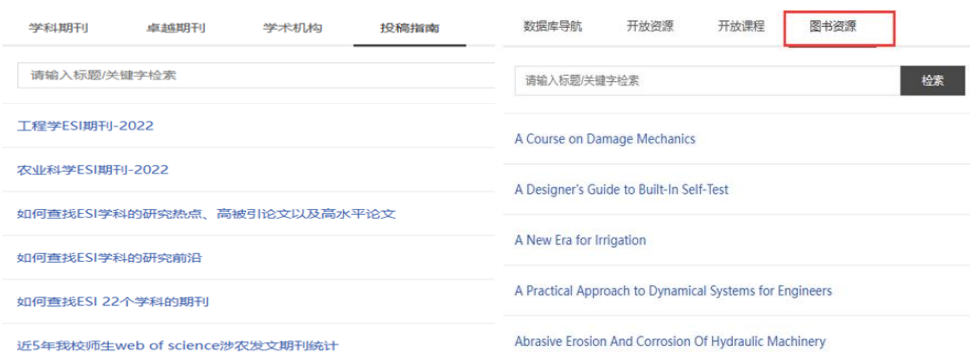 学科期刊 卓越期刊 学术机构 投稿指南
请输入标题/关键字检索
工程学ESI期刊-2022
农业科学ESI期刊-2022
如何查找ESI学科的研究热点、高被引论文以及高水平论文
如何查找ESI学科的研究前沿
如何查找ESI 22个学科的期刊
近5年我校师生web of science涉农发文期刊统计
数据库导航 开放资源 开放课程 图书资源
请输入标题/关键字检索 检索
A Course on Damage Mechanics
A Designer's Guide to Built-In Self-Test
A New Era for Irrigation
A Practical Approach to Dynamical Systems for Engineers
Abrasive Erosion And Corrosion Of Hydraulic Machinery